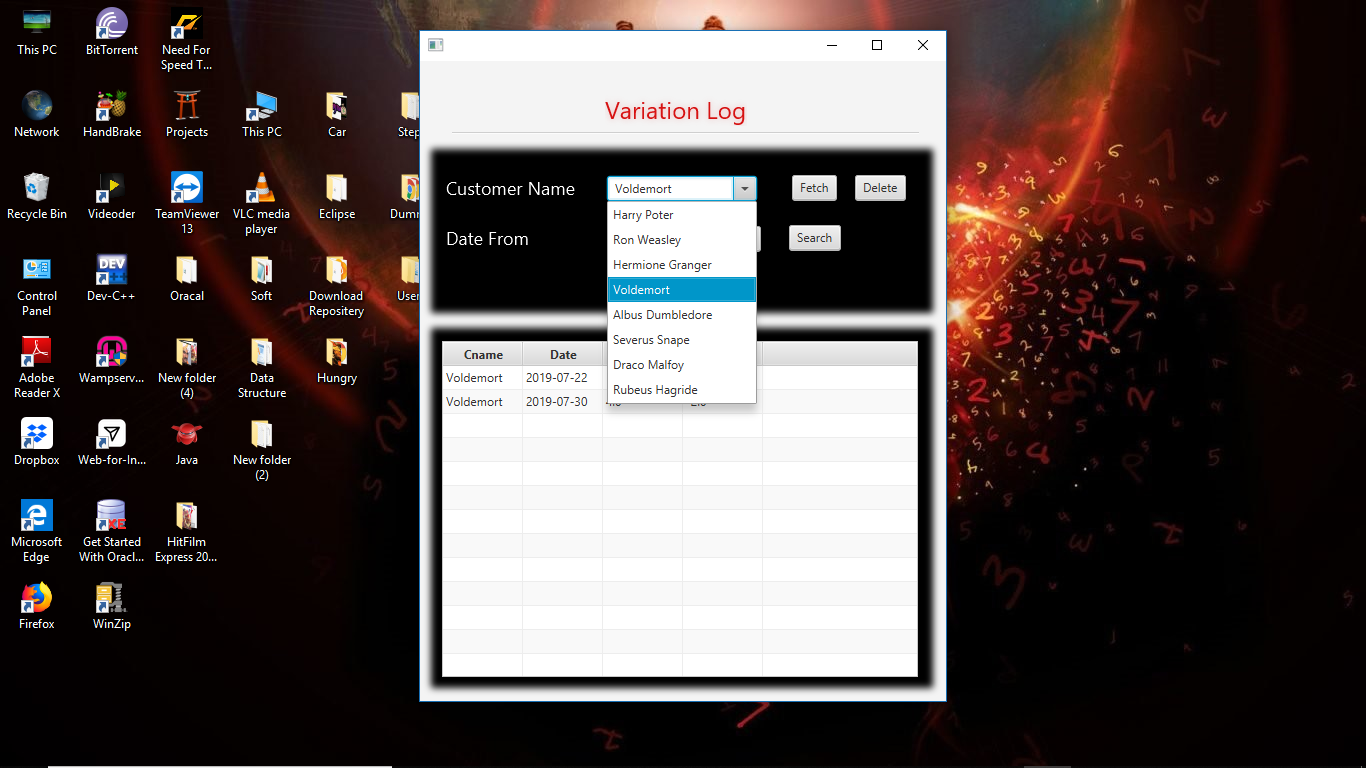 This PC
BitTorrent
Need For
Speed T...
Network
HandBrake
Projects
This PC
Car
Step
Recycle Bin
Videoder
TeamViewer
13
VLC media
player
Eclipse
Dum
Control
Panel
Dev-C++
Oracal
Soft
Download
Repository
User
Adobe
Reader X
Wampserv...
New folder
(4)
Data
Structure
Hungry
Dropbox
Web-for-In...
Java
New folder
(2)
Microsoft
Edge
Get Started
With Oracl...
HitFilm
Express 20...
Firefox
WinZip
DEV
XE
Variation Log
Customer Name
Voldemort
Fetch
Delete
Harry Poter
Ron Weasley
Date From
Search
Hermione Granger
Voldemort
Albus Dumbledore
Severus Snape
Draco Malfoy
Rubeus Hagride
Cname
Date
Voldemort
2019-07-22
Voldemort
2019-07-30